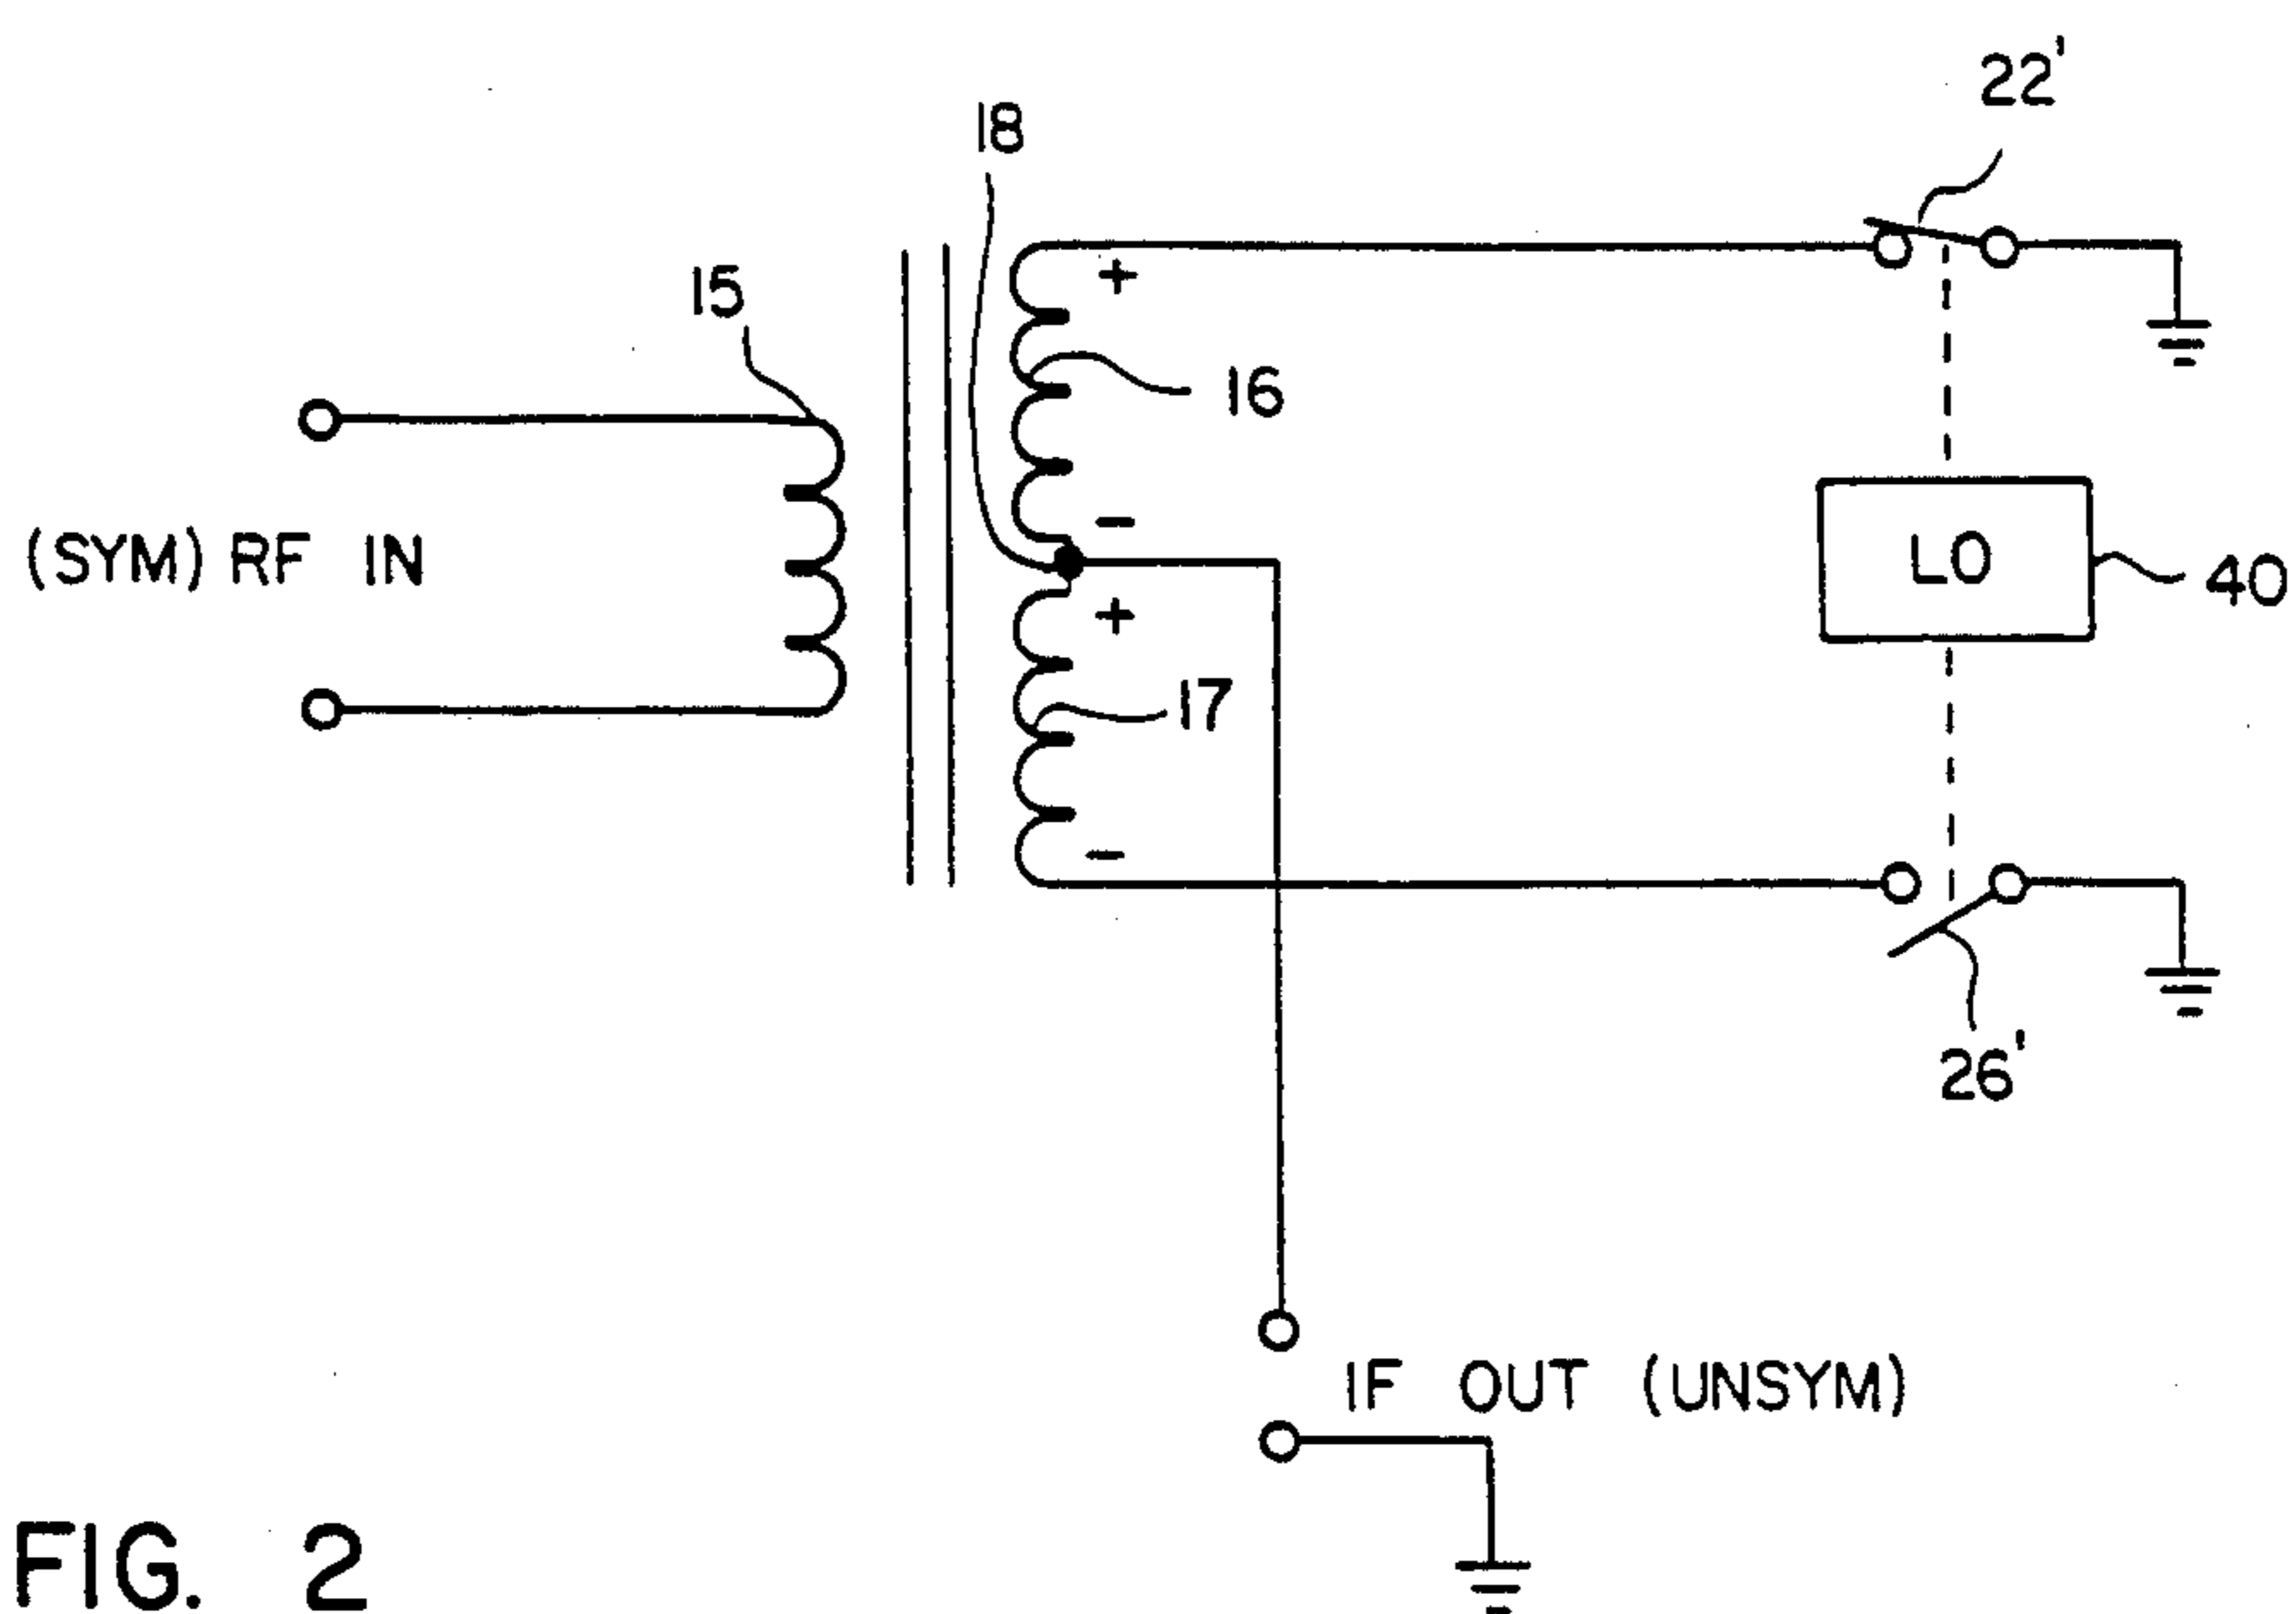 22'
18
15
+
16
-
(SYM) RF IN
LO
40
+
17
-
26'
IF OUT (UNSYM)
FIG. 2